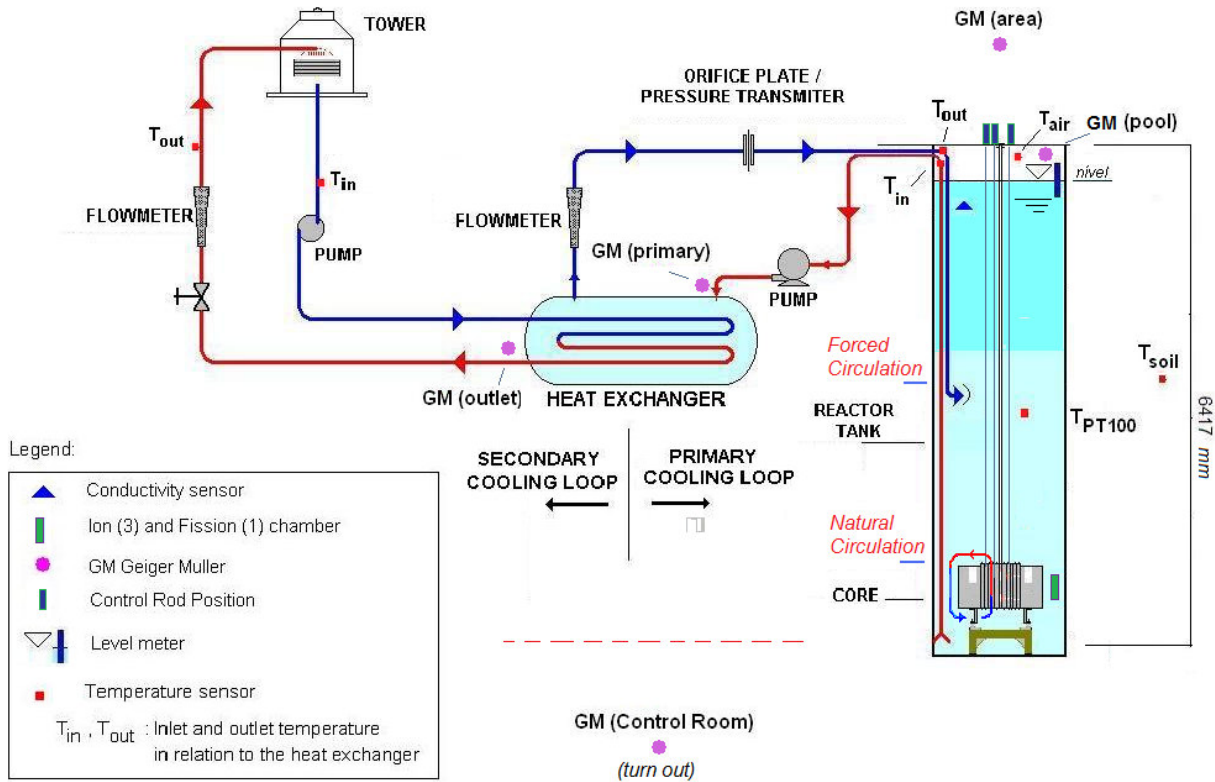 TOWER
GM (area)
ORIFICE PLATE /
PRESSURE TRANSMITER
Tout
Tair
GM (pool)
Tout
Tin
Tin
nível
FLOWMETER
FLOWMETER
PUMP
GM (primary)
PUMP
Forced
Circulation
Tsoil
GM (outlet)
HEAT EXCHANGER
REACTOR
TANK
TPT100
6417 mm
SECONDARY
COOLING LOOP
PRIMARY
COOLING LOOP
Natural
Circulation
CORE
Legend:
Conductivity sensor
Ion (3) and Fission (1) chamber
GM Geiger Muller
Control Rod Position
Level meter
Temperature sensor
Tin , Tout : Inlet and outlet temperature
in relation to the heat exchanger
GM (Control Room)
(turn out)